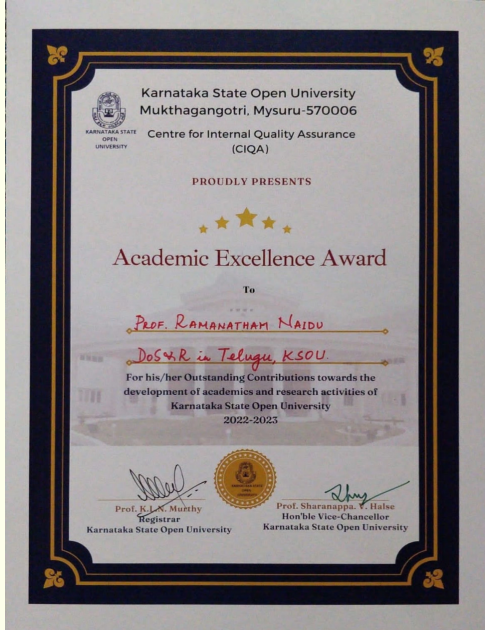 Karnataka State Open University
Mukthagangotri, Mysuru-570006
KARNATAKA STATE
OPEN
UNIVERSITY
Centre for Internal Quality Assurance
(CIQA)
PROUDLY PRESENTS
Academic Excellence Award
To
PROF. RAMANATHAM NAIDU
DoS&R in Telugu, KSOU.
For his/her Outstanding Contributions towards the
development of academics and research activities of
Karnataka State Open University
2022-2023
Prof. K.L.N. Murthy
Registrar
Karnataka State Open University
Prof. Sharanappa. V. Halse
Hon'ble Vice-Chancellor
Karnataka State Open University